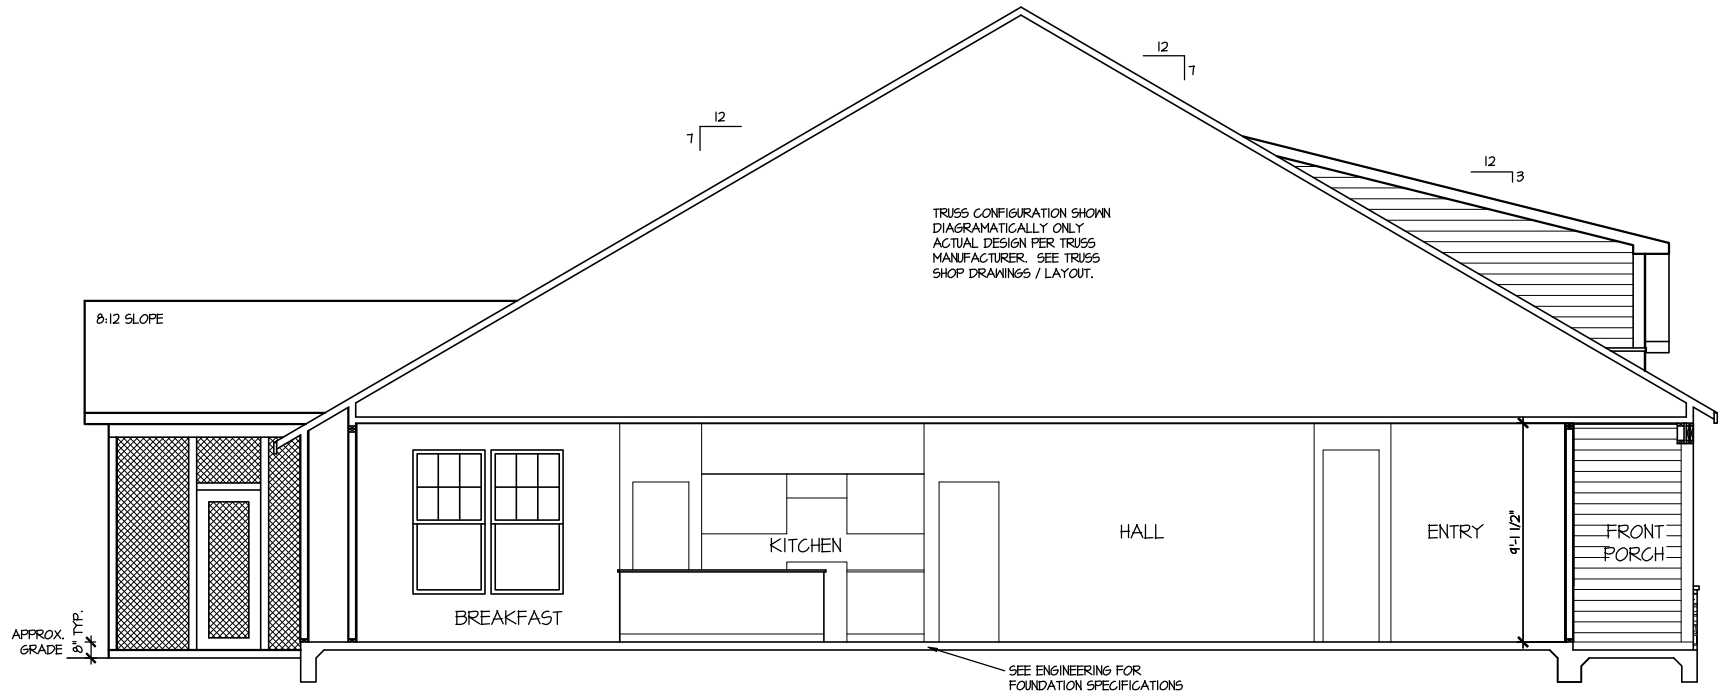 12
7
12
7
12
3
TRUSS CONFIGURATION SHOWN
DIAGRAMATICALLY ONLY
ACTUAL DESIGN PER TRUSS
MANUFACTURER. SEE TRUSS
SHOP DRAWINGS / LAYOUT.
8:12 SLOPE
KITCHEN
HALL
ENTRY
9'-1 1/2"
FRONT
PORCH
BREAKFAST
APPROX.
GRADE
8" TYP.
SEE ENGINEERING FOR
FOUNDATION SPECIFICATIONS